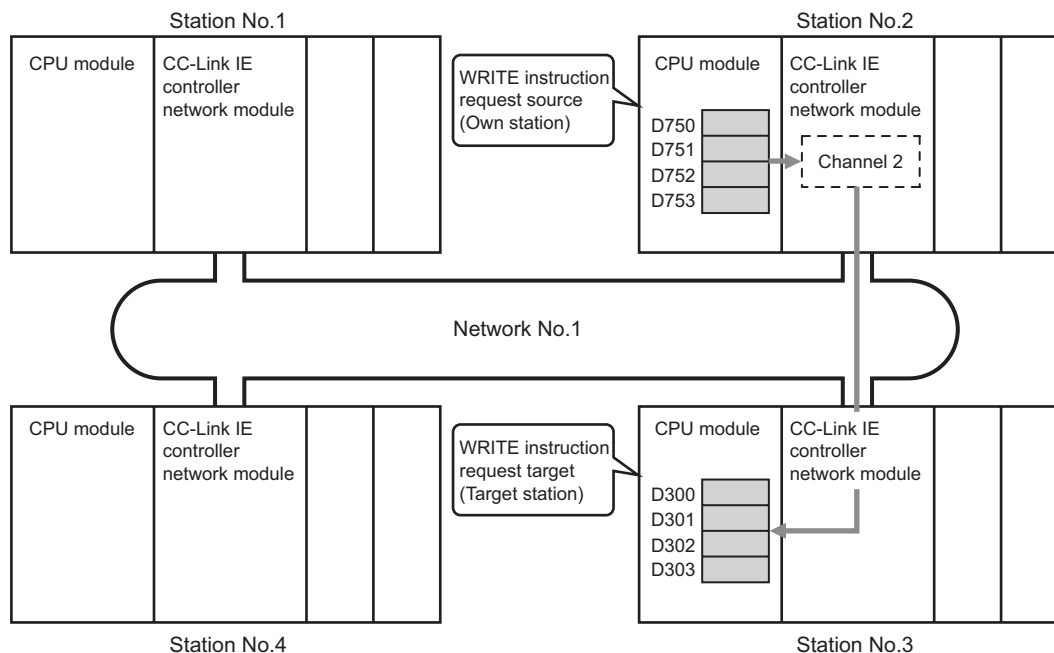 Station No.1
CPU module
CC-Link IE
controller
network module
WRITE instruction
request source
(Own station)
Station No.2
CPU module
CC-Link IE
controller
network module
D750
D751
D752
D753
Channel 2
Network No.1
CPU module
CC-Link IE
controller
network module
Station No.4
WRITE instruction
request target
(Target station)
CPU module
CC-Link IE
controller
network module
D300
D301
D302
D303
Station No.3